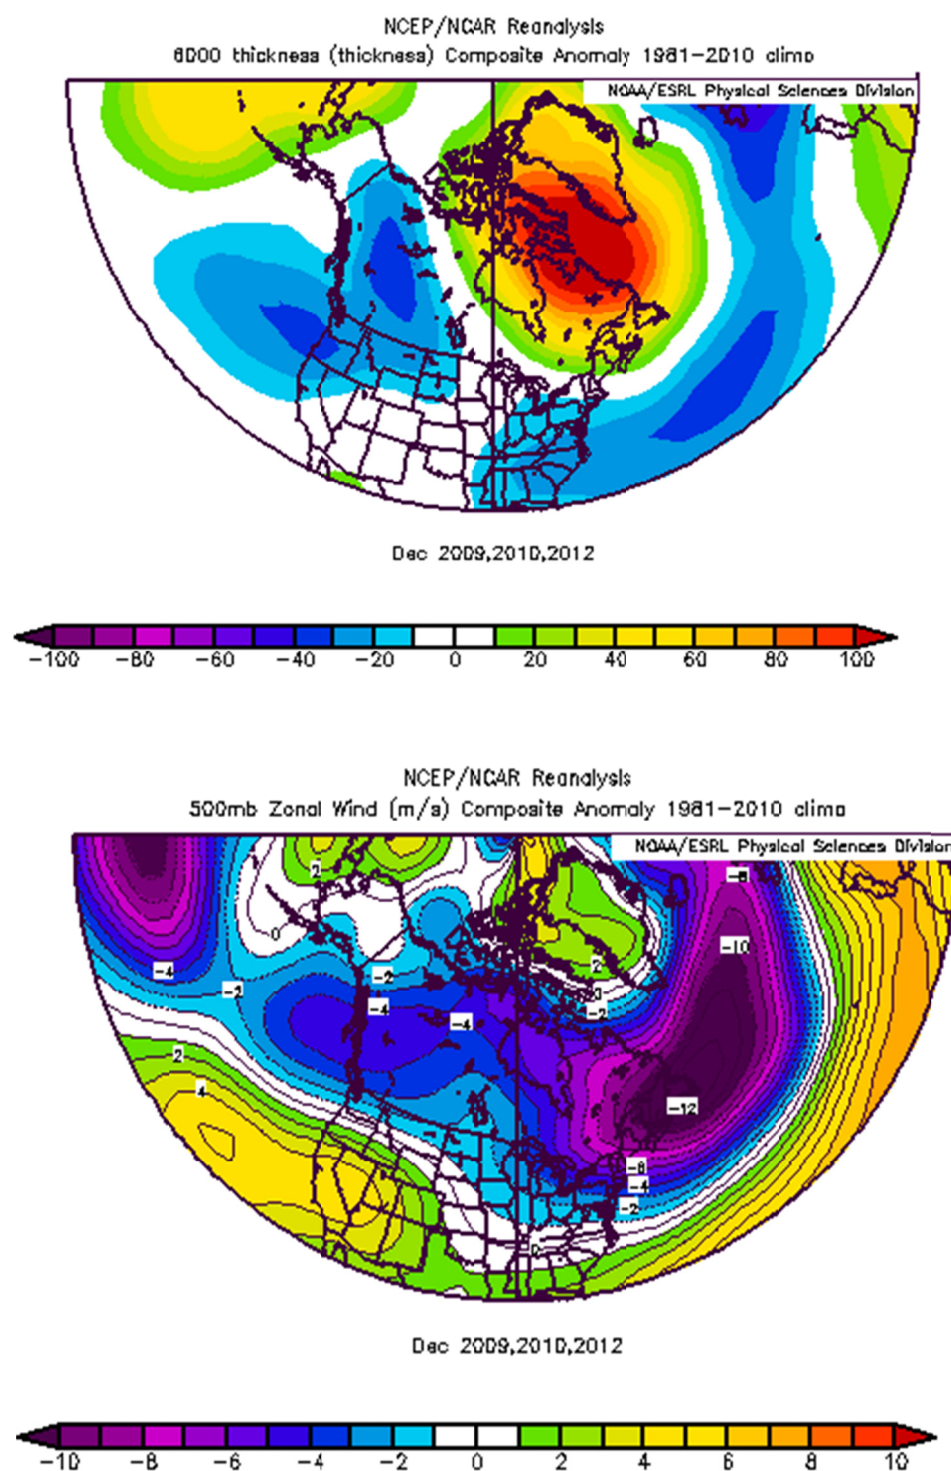 NCEP/NCAR Reanalysis
6000 thickness (thickness) Composite Anomaly 1981-2010 climo
NOAA/ESRL Physical Sciences Division
Dec 2009,2010,2012
-100 -80 -60 -40 -20 0 20 40 60 80 100
NCEP/NCAR Reanalysis
500mb Zonal Wind (m/s) Composite Anomaly 1981-2010 climo
NOAA/ESRL Physical Sciences Division
2
-8
0
-10
-4
-2
-2
2
0
-4
-4
-2
2
4
-12
-8
-4
-2
0
Dec 2009,2010,2012
-10 -8 -6 -4 -2 0 2 4 6 8 10